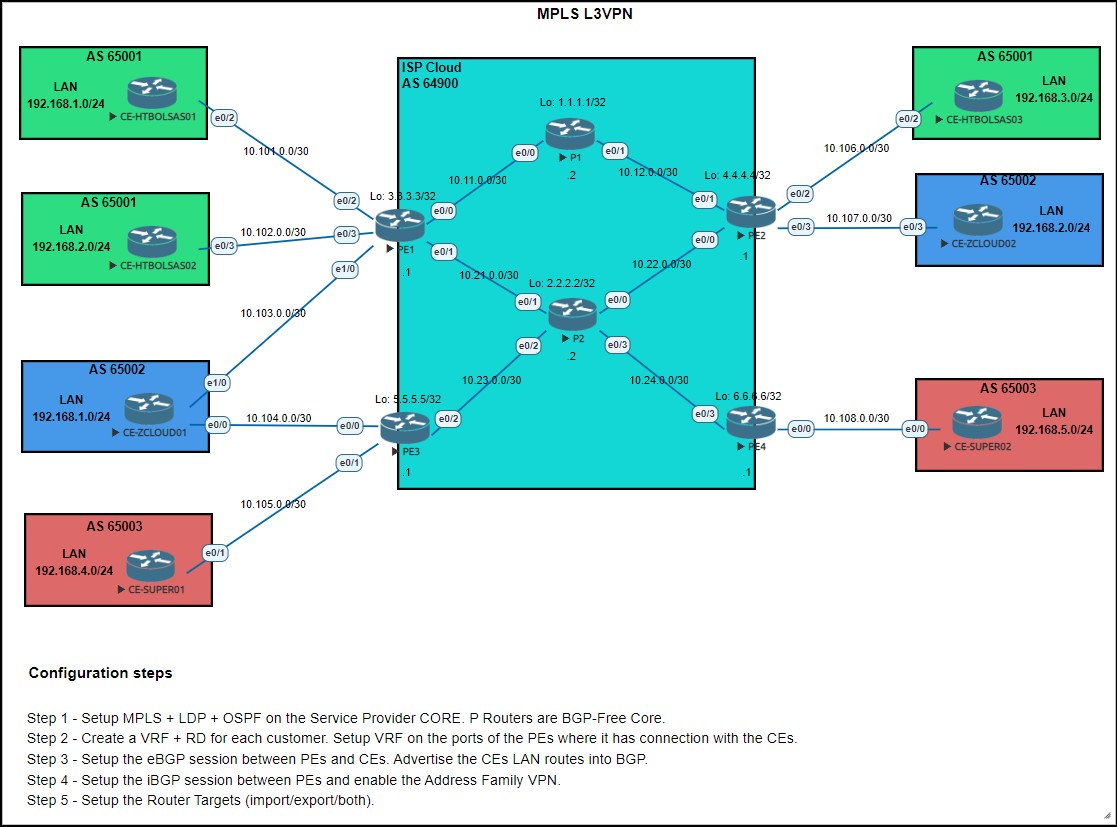 MPLS L3VPN
AS 65001
LAN
192.168.1.0/24
CE-HTBOLSAS01
e0/2
10.101.0.0/30
AS 65001
LAN
192.168.2.0/24
CE-HTBOLSAS02
e0/3
10.102.0.0/30
AS 65002
LAN
192.168.1.0/24
CE-ZCLOUD01
e1/0
10.103.0.0/30
e0/0
10.104.0.0/30
AS 65003
LAN
192.168.4.0/24
CE-SUPER01
e0/1
10.105.0.0/30
ISP Cloud
AS 64900
Lo: 1.1.1.1/32
P1
.2
e0/0
e0/1
10.11.0.0/30
10.12.0.0/30
Lo: 3.3.3.3/32
e0/2
e0/3
e1/0
e0/0
e0/1
PE1
.1
10.21.0.0/30
Lo: 2.2.2.2/32
e0/1
e0/0
e0/2
e0/3
P2
.2
10.22.0.0/30
10.23.0.0/30
10.24.0.0/30
Lo: 4.4.4.4/32
e0/1
e0/0
e0/2
e0/3
PE2
.1
Lo: 5.5.5.5/32
e0/0
e0/1
e0/2
PE3
.1
Lo: 6.6.6.6/32
e0/3
e0/0
PE4
.1
10.106.0.0/30
e0/2
AS 65001
LAN
192.168.3.0/24
CE-HTBOLSAS03
10.107.0.0/30
e0/3
AS 65002
LAN
192.168.2.0/24
CE-ZCLOUD02
10.108.0.0/30
e0/0
AS 65003
LAN
192.168.5.0/24
CE-SUPER02
Configuration steps
Step 1 - Setup MPLS + LDP + OSPF on the Service Provider CORE. P Routers are BGP-Free Core.
Step 2 - Create a VRF + RD for each customer. Setup VRF on the ports of the PEs where it has connection with the CEs.
Step 3 - Setup the eBGP session between PEs and CEs. Advertise the CEs LAN routes into BGP.
Step 4 - Setup the iBGP session between PEs and enable the Address Family VPN.
Step 5 - Setup the Router Targets (import/export/both).